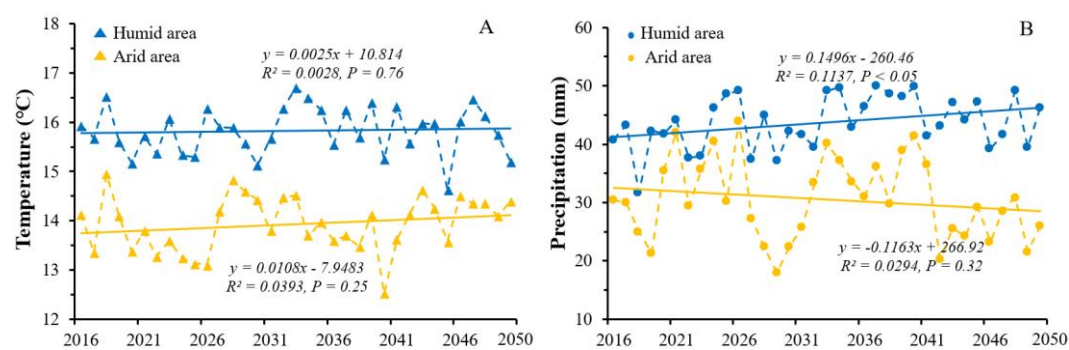 A
Humid area
Arid area
y = 0.0025x + 10.814
R² = 0.0028, P = 0.76
y = 0.0108x - 7.9483
R² = 0.0393, P = 0.25
Temperature (°C)
18
17
16
15
14
13
12
2016
2021
2026
2031
2036
2041
2046
2050
B
Humid area
Arid area
y = 0.1496x - 260.46
R² = 0.1137, P < 0.05
y = -0.1163x + 266.92
R² = 0.0294, P = 0.32
Precipitation (mm)
60
50
40
30
20
10
2016
2021
2026
2031
2036
2041
2046
2050